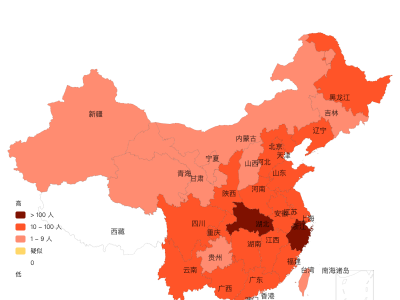 黑龙江
吉林
新疆
辽宁
内蒙古
北京
天津
宁夏
山西
河北
青海
山东
甘肃
河南
陕西
高
>100 人
10 ~ 100 人
1 ~ 9 人
疑似
0
低
西藏
四川
重庆
湖北
安徽
江苏
上海
湖南
江西
贵州
福建
云南
台湾
南海诸岛
广西
广东
香港